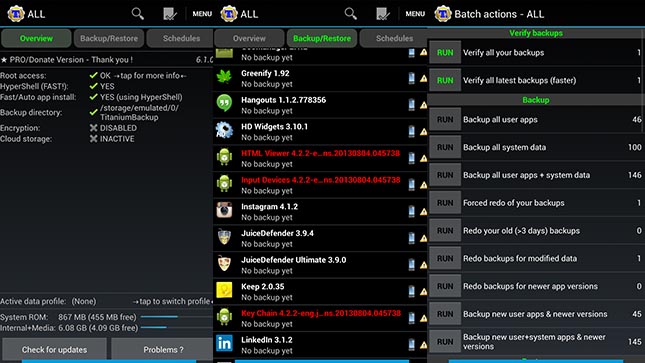 ALL
MENU
Overview
Backup/Restore
Schedules
★ PRO/Donate Version - Thank you ! 6.1.0
Root access: OK ➝tap for more info←
HyperShell (FAST!): YES
Fast/Auto app install: YES (using HyperShell)
Backup directory: /storage/emulated/0/
TitaniumBackup
Encryption: DISABLED
Cloud storage: INACTIVE
Active data profile: (None) ➝tap to switch profile←
System ROM: 867 MB (455 MB free)
Internal+Media: 6.08 GB (4.09 GB free)
Check for updates
Problems ?
ALL
MENU
Overview
Backup/Restore
Schedules
No backup yet
Greenify 1.92
No backup yet
Hangouts 1.1.2.778356
No backup yet
HD Widgets 3.10.1
No backup yet
HTML Viewer 4.2.2-e...ns.20130804.045738
No backup yet
Input Devices 4.2.2-e...ns.20130804.045738
No backup yet
Instagram 4.1.2
No backup yet
JuiceDefender 3.9.4
No backup yet
JuiceDefender Ultimate 3.9.0
No backup yet
Keep 2.0.35
No backup yet
Key Chain 4.2.2-eng.j...ns.20130804.045738
No backup yet
LinkedIn 3.1.2
No backup yet
Batch actions - ALL
Verify backups
RUN Verify all your backups 1
RUN Verify all latest backups (faster) 1
Backup
RUN Backup all user apps 46
RUN Backup all system data 100
RUN Backup all user apps + system data 146
RUN Forced redo of your backups 1
RUN Redo your old (>3 days) backups 0
RUN Redo backups for modified data 1
RUN Redo backups for newer app versions 0
RUN Backup new user apps & newer versions 45
RUN Backup new user+system apps & newer versions 145